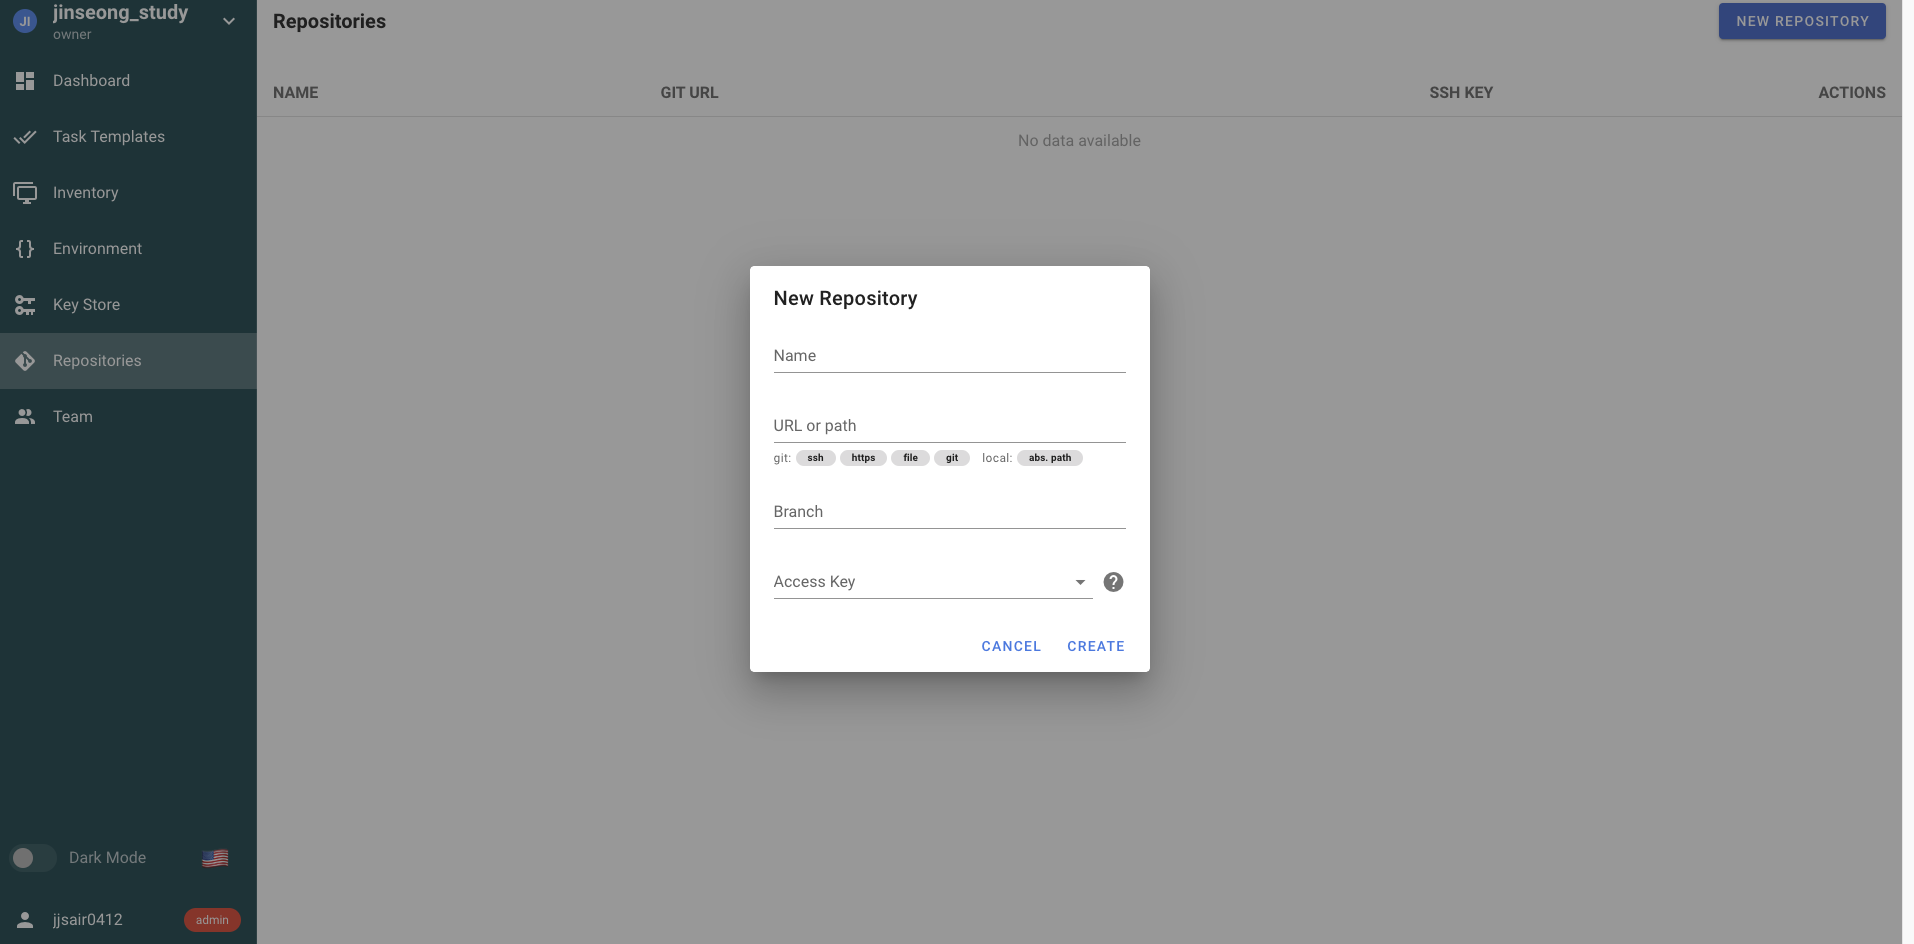 JI
jinseong_study
owner
Dashboard
Task Templates
Inventory
Environment
Key Store
Repositories
Team
Dark Mode
jjsair0412
admin
Repositories
NEW REPOSITORY
NAME GIT URL SSH KEY ACTIONS
No data available
New Repository
Name
URL or path
git: ssh https file git local: abs. path
Branch
Access Key
?
CANCEL CREATE